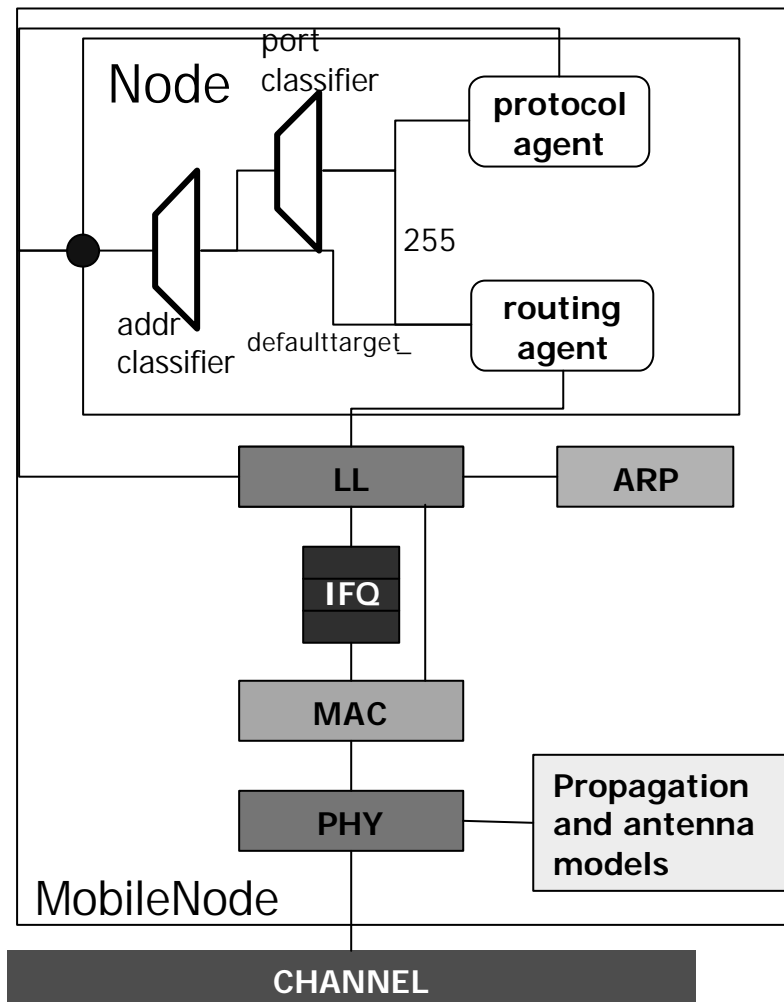 port
classifier
Node
protocol
agent
255
addr
classifier
defaulttarget_
routing
agent
LL
ARP
IFQ
MAC
PHY
Propagation
and antenna
models
MobileNode
CHANNEL